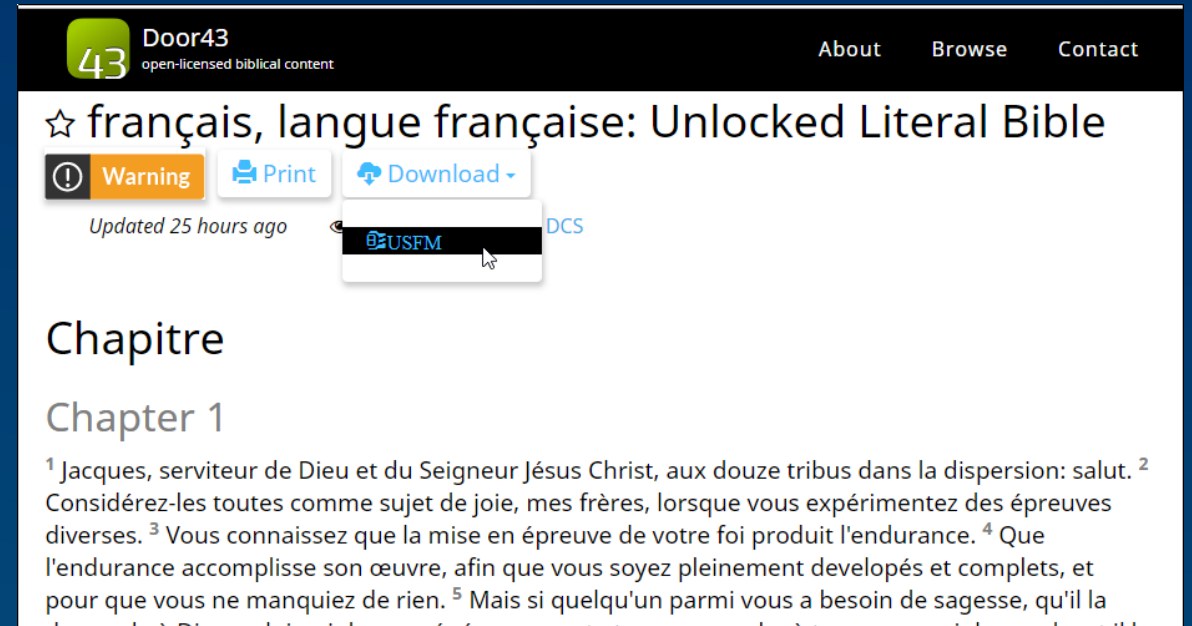 43
Door43
open-licensed biblical content
About Browse Contact
français, langue française: Unlocked Literal Bible
Warning Print Download
Updated 25 hours ago DCS
USFM
Chapitre
Chapter 1
1 Jacques, serviteur de Dieu et du Seigneur Jésus Christ, aux douze tribus dans la dispersion: salut. 2
Considérez-les toutes comme sujet de joie, mes frères, lorsque vous expérimentez des épreuves
diverses. 3 Vous connaissez que la mise en épreuve de votre foi produit l'endurance. 4 Que
l'endurance accomplisse son œuvre, afin que vous soyez pleinement developés et complets, et
pour que vous ne manquiez de rien. 5 Mais si quelqu'un parmi vous a besoin de sagesse, qu'il la